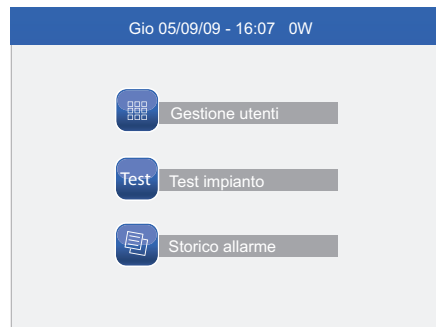 Gio 05/09/09 - 16:07 0W
Gestione utenti
Test Test impianto
Storico allarme